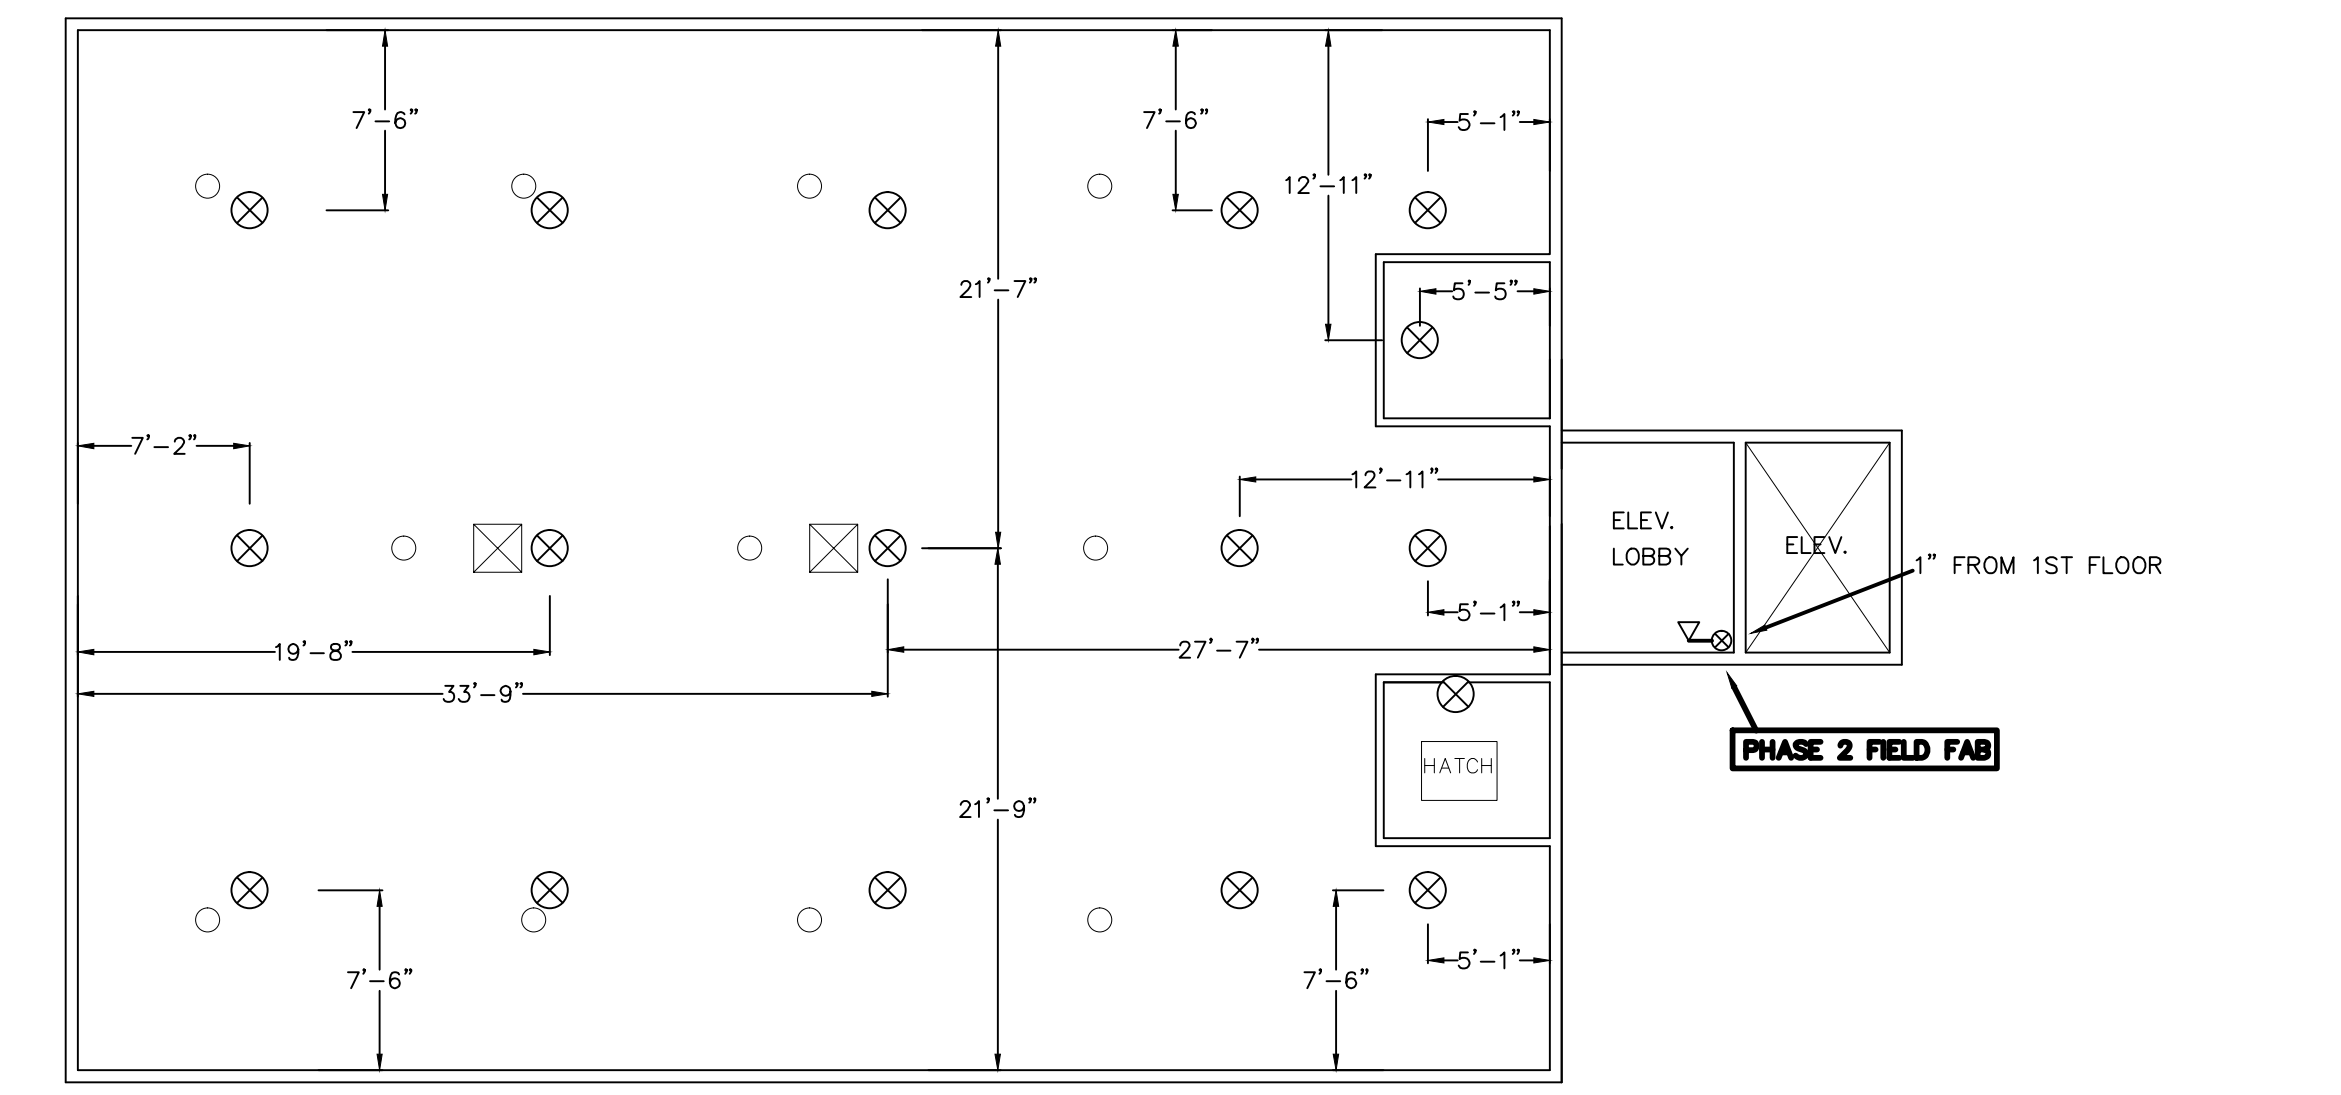 7'-6"
7'-6"
5'-1"
12'-11"
21'-7"
5'-5"
7'-2"
12'-11"
ELEV.
LOBBY
ELEV.
1" FROM 1ST FLOOR
5'-1"
19'-8"
27'-7"
33'-9"
PHASE 2 FIELD FAB
HATCH
21'-9"
5'-1"
7'-6"
7'-6"